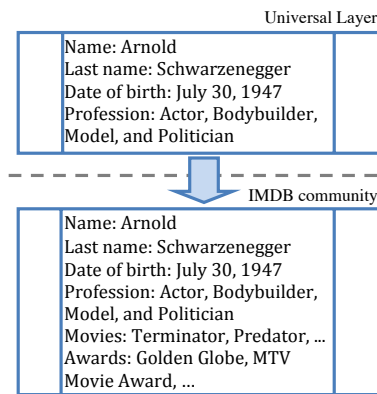 Universal Layer
Name: Arnold
Last name: Schwarzenegger
Date of birth: July 30, 1947
Profession: Actor, Bodybuilder,
Model, and Politician
IMDB community
Name: Arnold
Last name: Schwarzenegger
Date of birth: July 30, 1947
Profession: Actor, Bodybuilder,
Model, and Politician
Movies: Terminator, Predator, ...
Awards: Golden Globe, MTV
Movie Award, ...